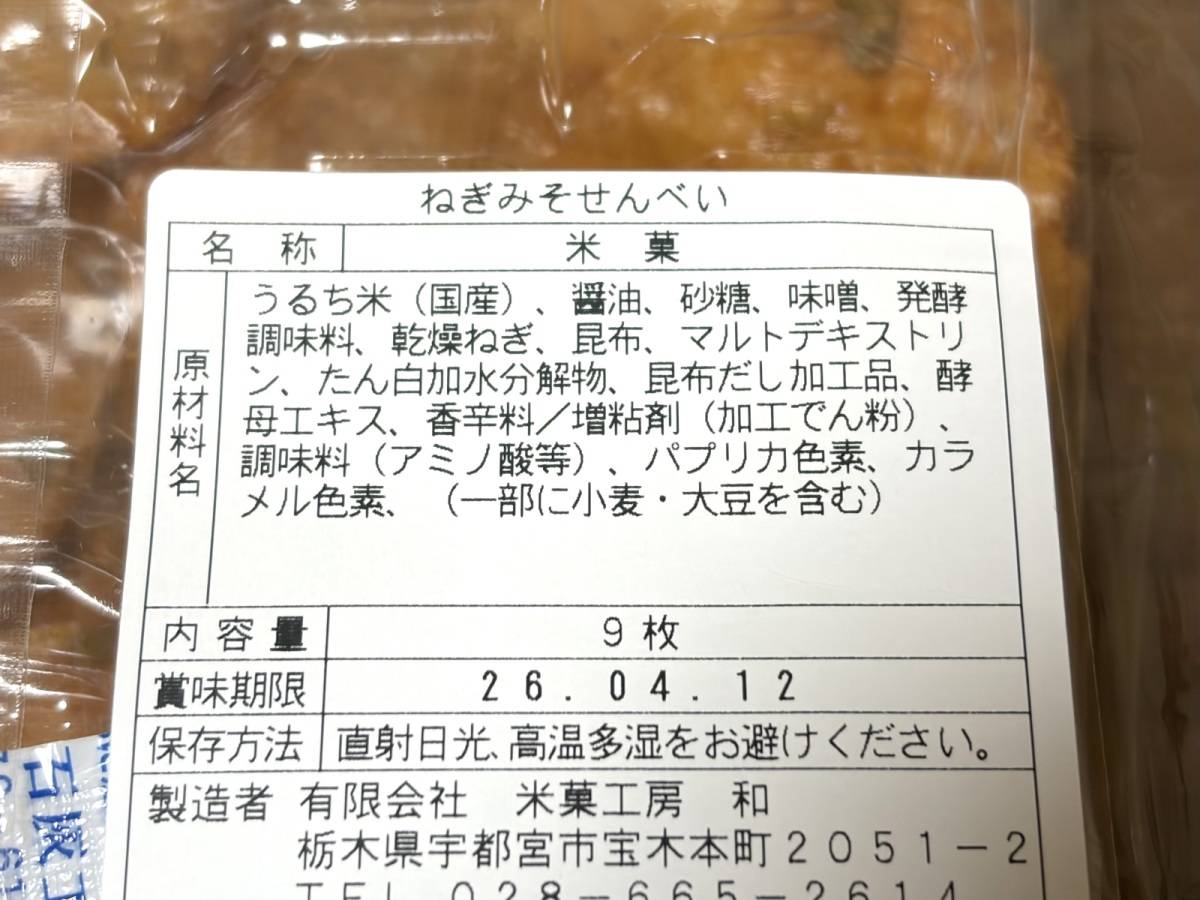 ねぎみそせんべい
名称 米菓
原材料名
うるち米（国産）、醤油、砂糖、味噌、発酵
調味料、乾燥ねぎ、昆布、マルトデキストリ
ン、たん白加水分解物、昆布だし加工品、酵
母エキス、香辛料／増粘剤（加工でん粉）、
調味料（アミノ酸等）、パプリカ色素、カラ
メル色素、（一部に小麦・大豆を含む）
内容量 9枚
賞味期限 26.04.12
保存方法 直射日光、高温多湿をお避けください。
製造者 有限会社 米菓工房 和
栃木県宇都宮市宝木本町2051-2
TEL 028-665-2614
石灰